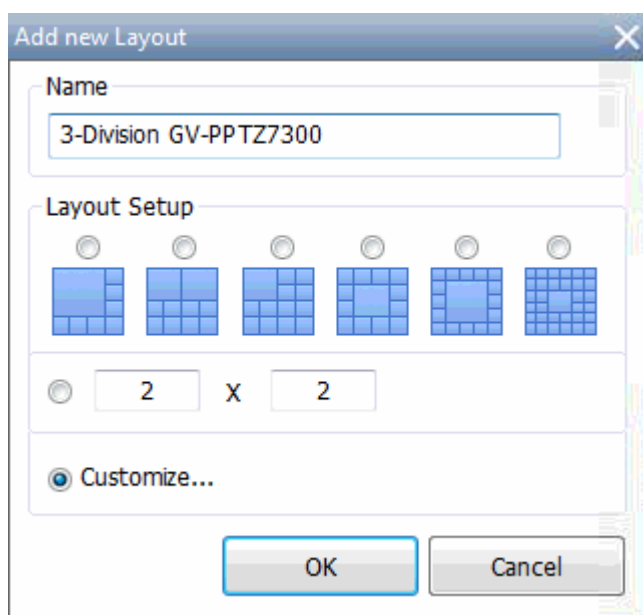 Add new Layout
Name
3-Division GV-PPTZ7300
Layout Setup
2 X 2
Customize...
OK Cancel